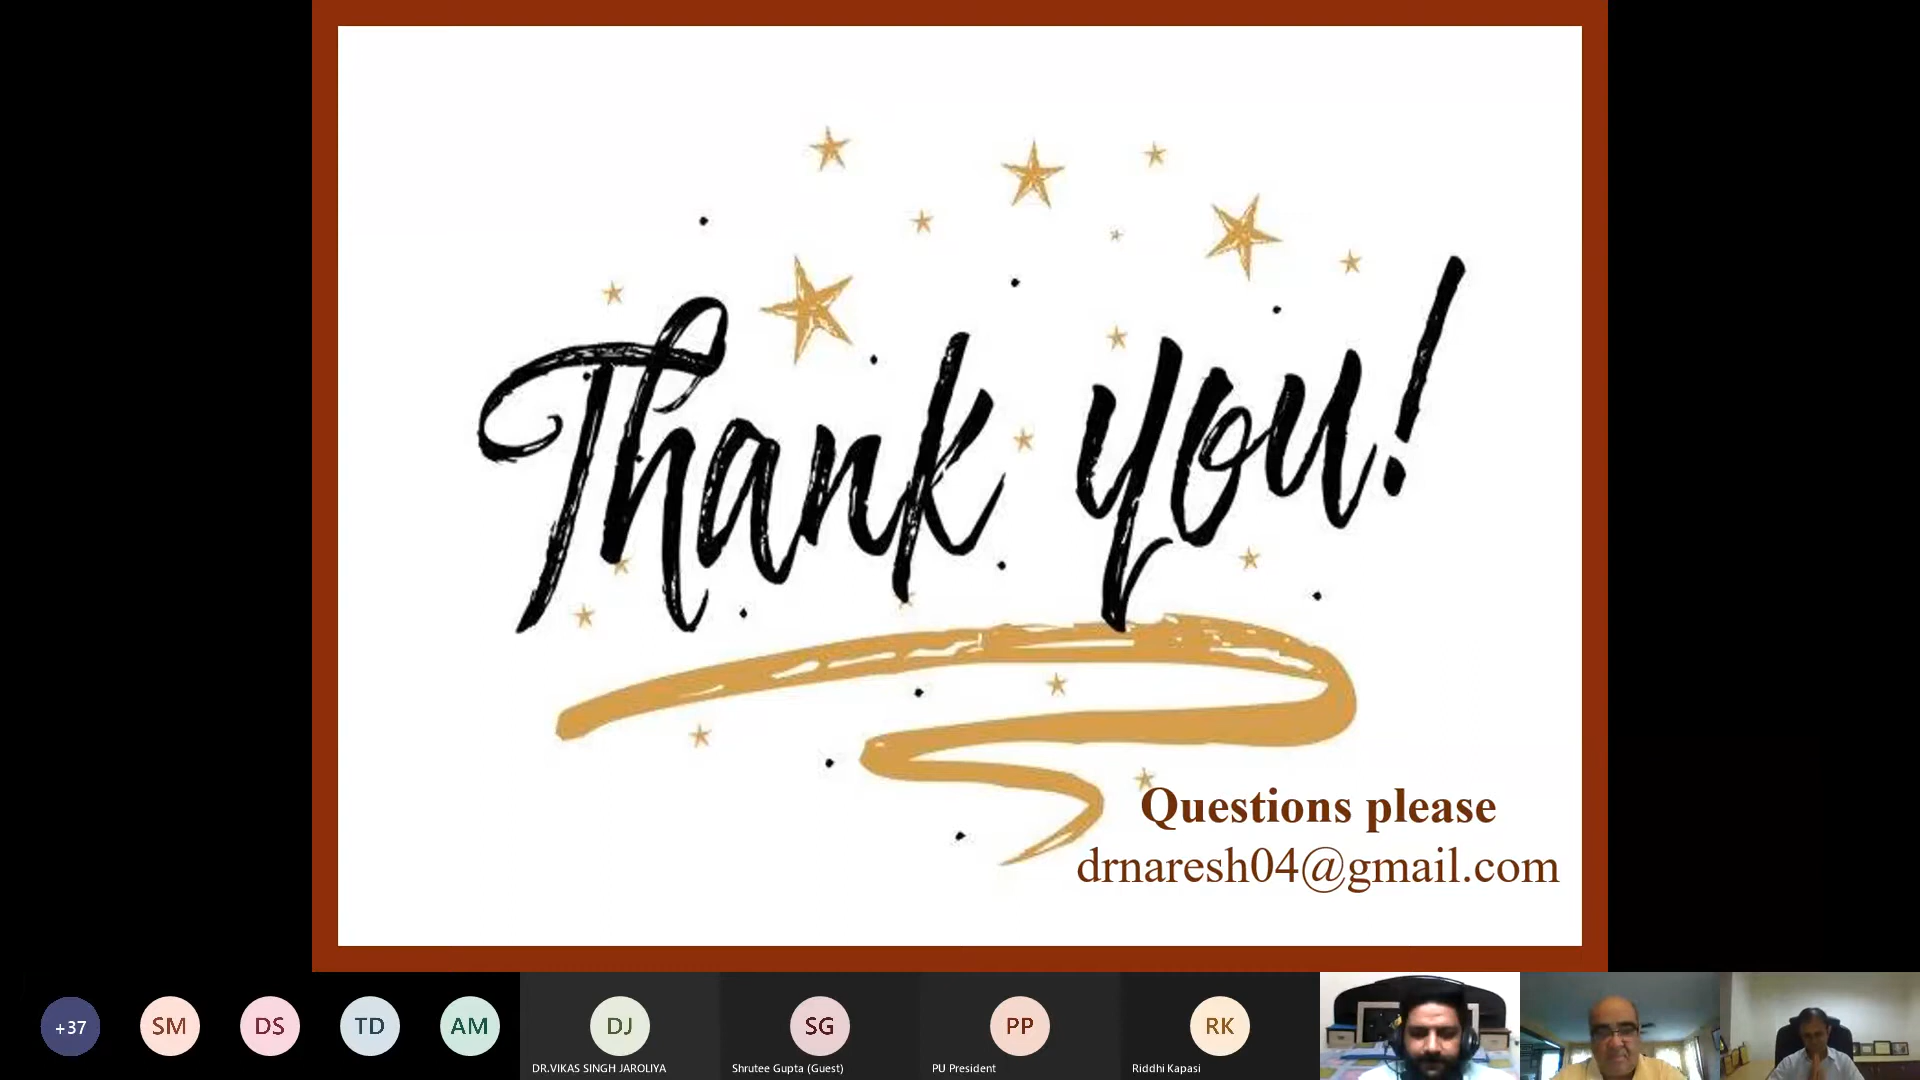 Thank you!
Questions please
drnaresh04@gmail.com
+37
SM
DS
TD
AM
DJ
SG
PP
RK
DR.VIKAS SINGH JAROLIYA
Shrutee Gupta (Guest)
PU President
Riddhi Kapasi